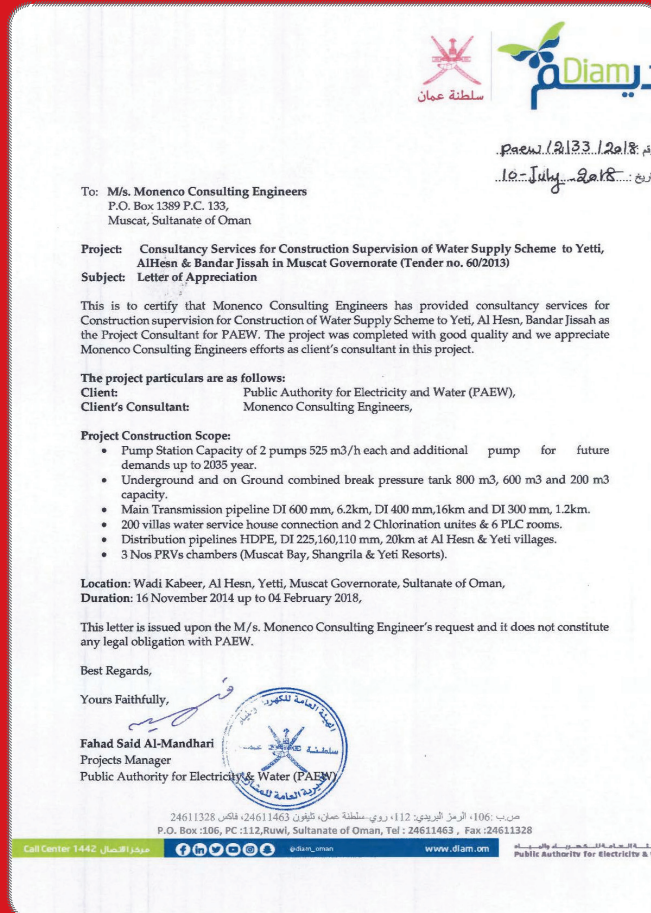 سلطنة عمان
Diam
رقم: Paew/2/33/2018
تاريخ: 10-July-2018
To: M/s. Monenco Consulting Engineers
P.O. Box 1389 P.C. 133,
Muscat, Sultanate of Oman
Project: Consultancy Services for Construction Supervision of Water Supply Scheme to Yetti,
AlHesn & Bandar Jissah in Muscat Governorate (Tender no. 60/2013)
Subject: Letter of Appreciation
This is to certify that Monenco Consulting Engineers has provided consultancy services for
Construction supervision for Construction of Water Supply Scheme to Yeti, Al Hesn, Bandar Jissah as
the Project Consultant for PAEW. The project was completed with good quality and we appreciate
Monenco Consulting Engineers efforts as client's consultant in this project.
The project particulars are as follows:
Client: Public Authority for Electricity and Water (PAEW),
Client's Consultant: Monenco Consulting Engineers,
Project Construction Scope:
• Pump Station Capacity of 2 pumps 525 m3/h each and additional pump for future
demands up to 2035 year.
• Underground and on Ground combined break pressure tank 800 m3, 600 m3 and 200 m3
capacity.
• Main Transmission pipeline DI 600 mm, 6.2km, DI 400 mm,16km and DI 300 mm, 1.2km.
• 200 villas water service house connection and 2 Chlorination unites & 6 PLC rooms.
• Distribution pipelines HDPE, DI 225,160,110 mm, 20km at Al Hesn & Yeti villages.
• 3 Nos PRVs chambers (Muscat Bay, Shangrila & Yeti Resorts).
Location: Wadi Kabeer, Al Hesn, Yetti, Muscat Governorate, Sultanate of Oman,
Duration: 16 November 2014 up to 04 February 2018,
This letter is issued upon the M/s. Monenco Consulting Engineer's request and it does not constitute
any legal obligation with PAEW.
Best Regards,
Yours Faithfully,
Fahad Said Al-Mandhari
Projects Manager
Public Authority for Electricity & Water (PAEW)
ص.ب :106، الرمز البريدي: 112، روي-سلطنة عمان، تليفون 24611463، فاكس 24611328
P.O. Box :106, PC :112,Ruwi, Sultanate of Oman, Tel : 24611463 , Fax :24611328
Call Center 1442 مركز الاتصال
@diam_oman
www.diam.om
Public Authority for Electricity &